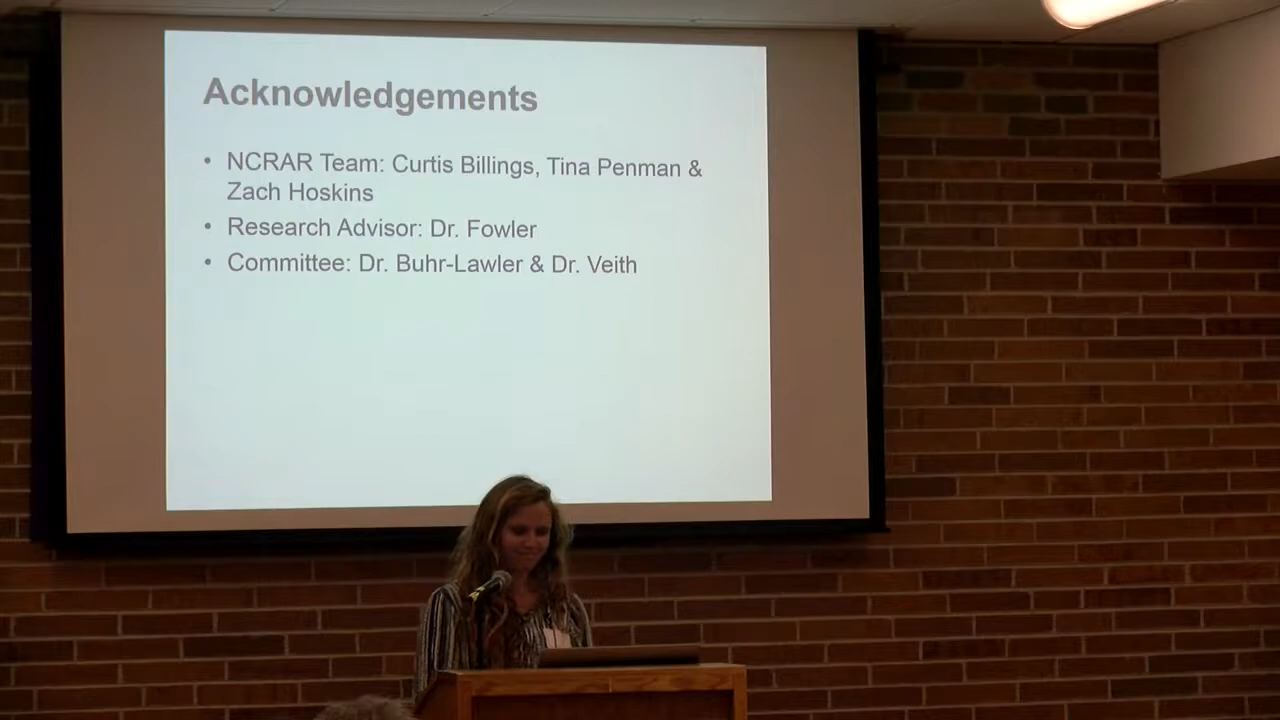 Acknowledgements
• NCRAR Team: Curtis Billings, Tina Penman &
Zach Hoskins
• Research Advisor: Dr. Fowler
• Committee: Dr. Buhr-Lawler & Dr. Veith